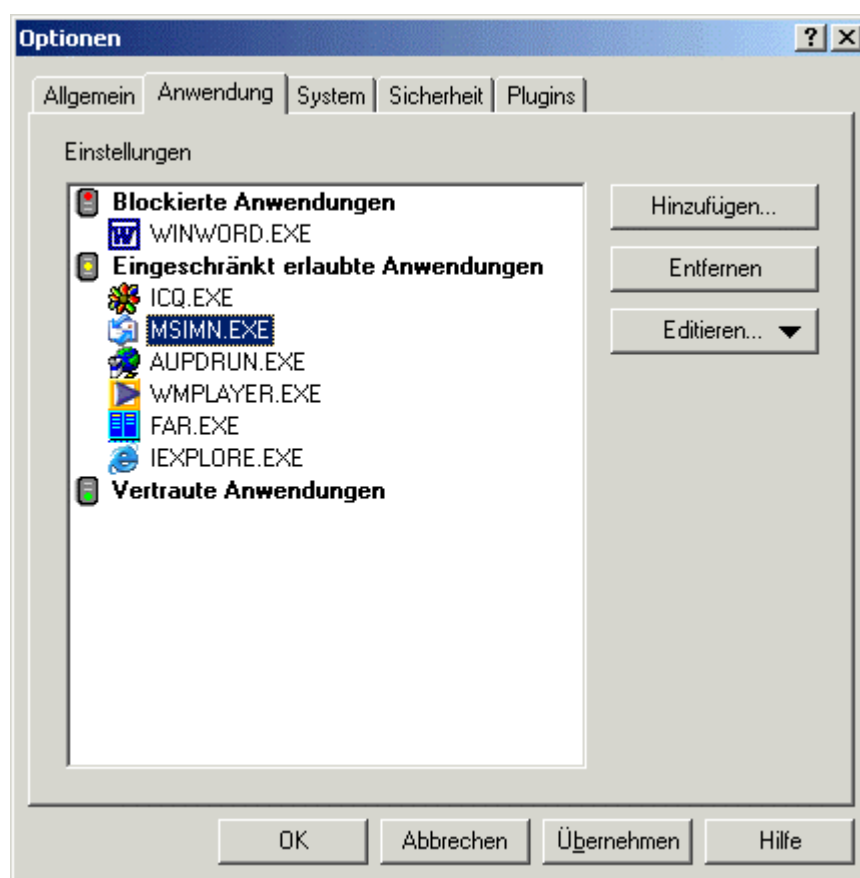 Optionen
Allgemein Anwendung System Sicherheit Plugins
Einstellungen
Blockierte Anwendungen
WINWORD.EXE
Eingeschränkt erlaubte Anwendungen
ICQ.EXE
MSIMN.EXE
AUPDRUN.EXE
WMPLAYER.EXE
FAR.EXE
IEXPLORE.EXE
Vertraute Anwendungen
Hinzufügen...
Entfernen
Editieren...
OK Abbrechen Übernehmen Hilfe